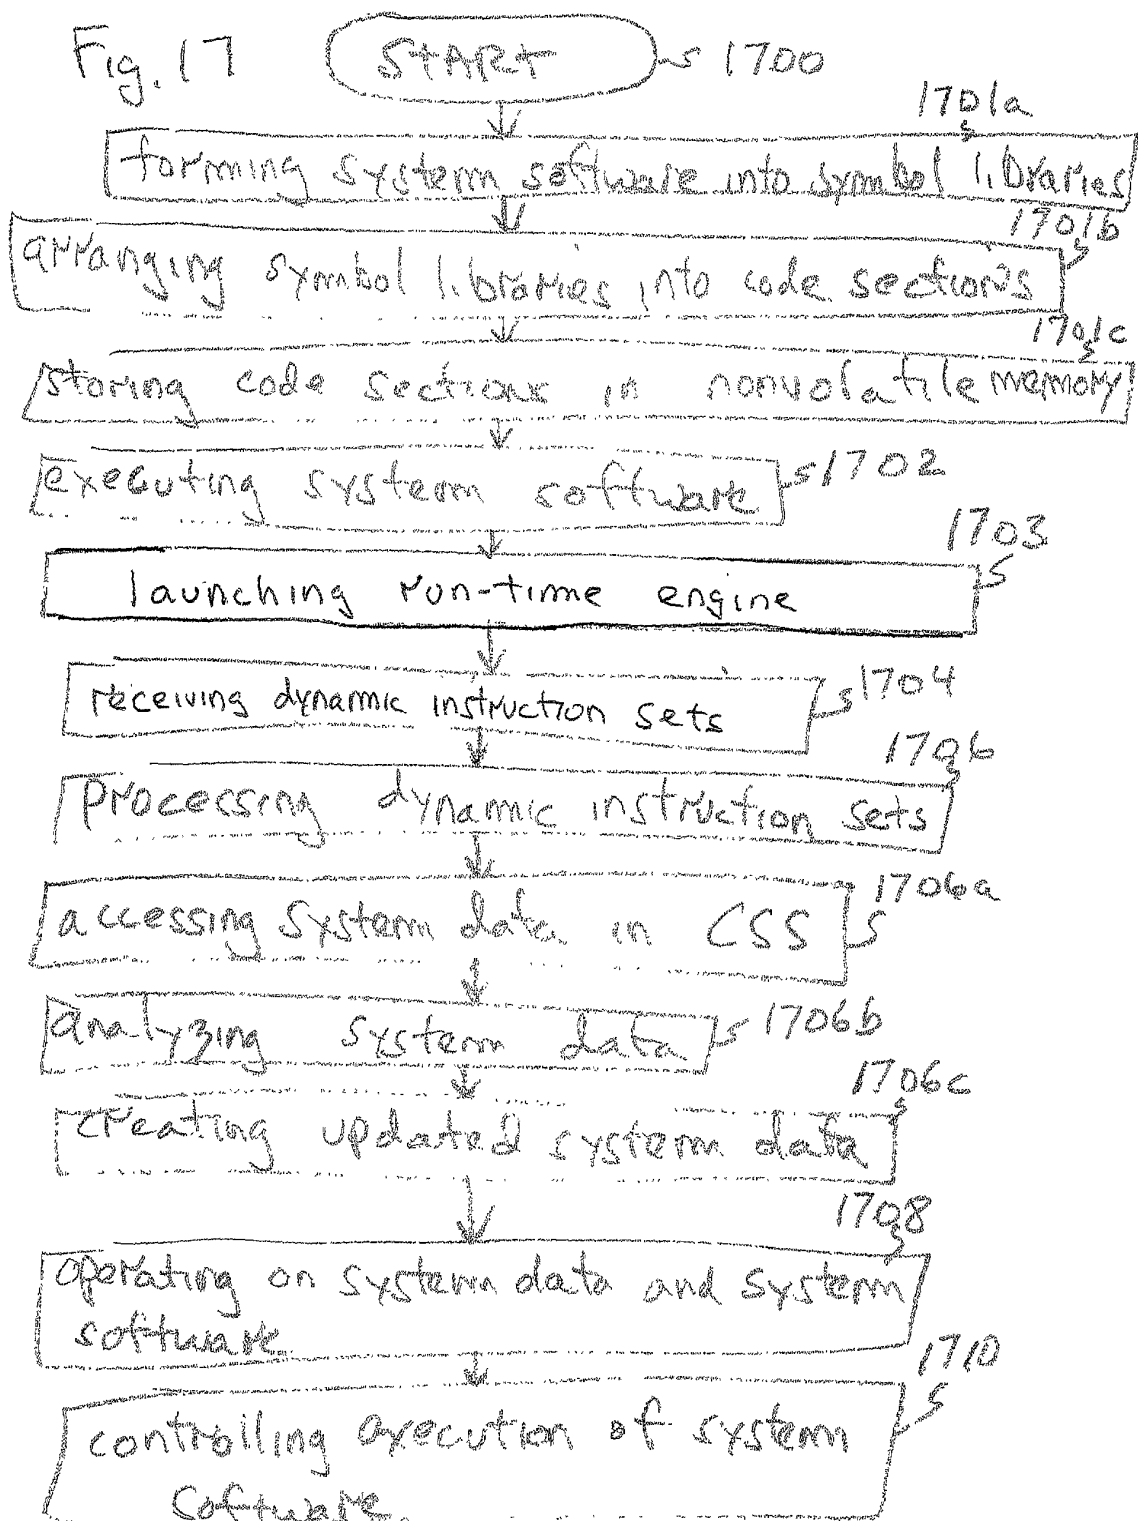 Fig. 17 START 1700
1701a
forming system software into symbol libraries
1701b
arranging symbol libraries into code sections
1701c
storing code sections in nonvolatile memory
executing system software 1702
1703
launching run-time engine
receiving dynamic instruction sets 1704
1706
processing dynamic instruction sets
1706a
accessing system data in CSS
analyzing system data 1706b
1706c
creating updated system data
1708
operating on system data and system
software
1710
controlling execution of system
software